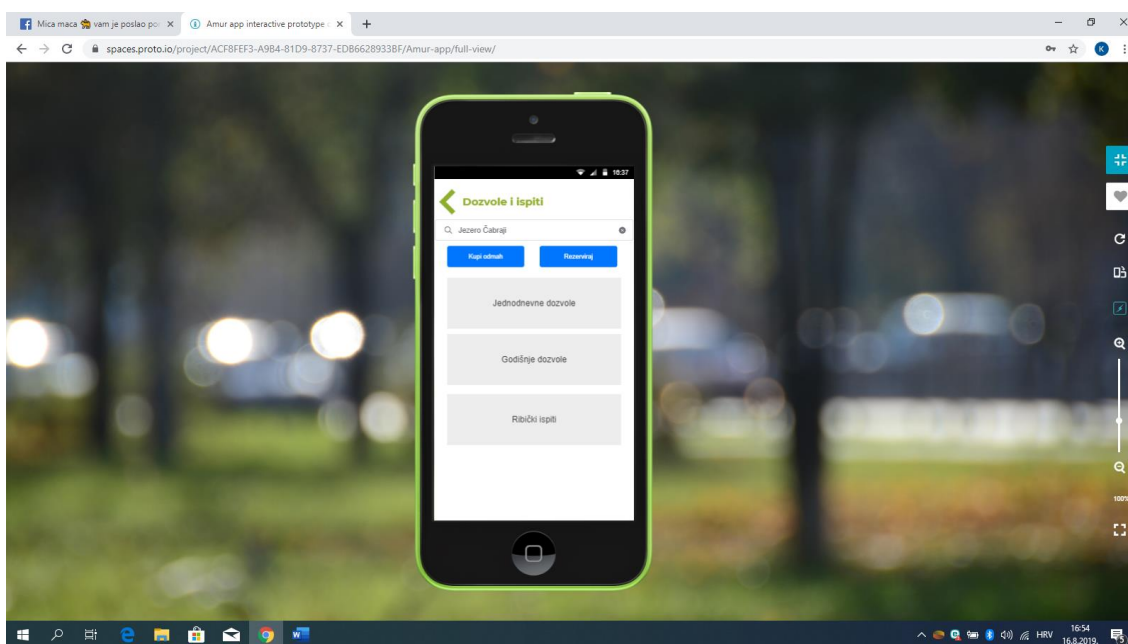 Mica maca vam je poslao po
Amur app interactive prototype
spaces.proto.io/project/ACF8FEF3-A9B4-81D9-8737-EDB6628933BF/Amur-app/full-view/
K
16:37
Dozvole i ispiti
Jezero Čabraji
Kupi odmah
Rezerviraj
Jednodnevne dozvole
Godišnje dozvole
Ribički ispiti
100%
HRV
16:54
16.8.2019.
5